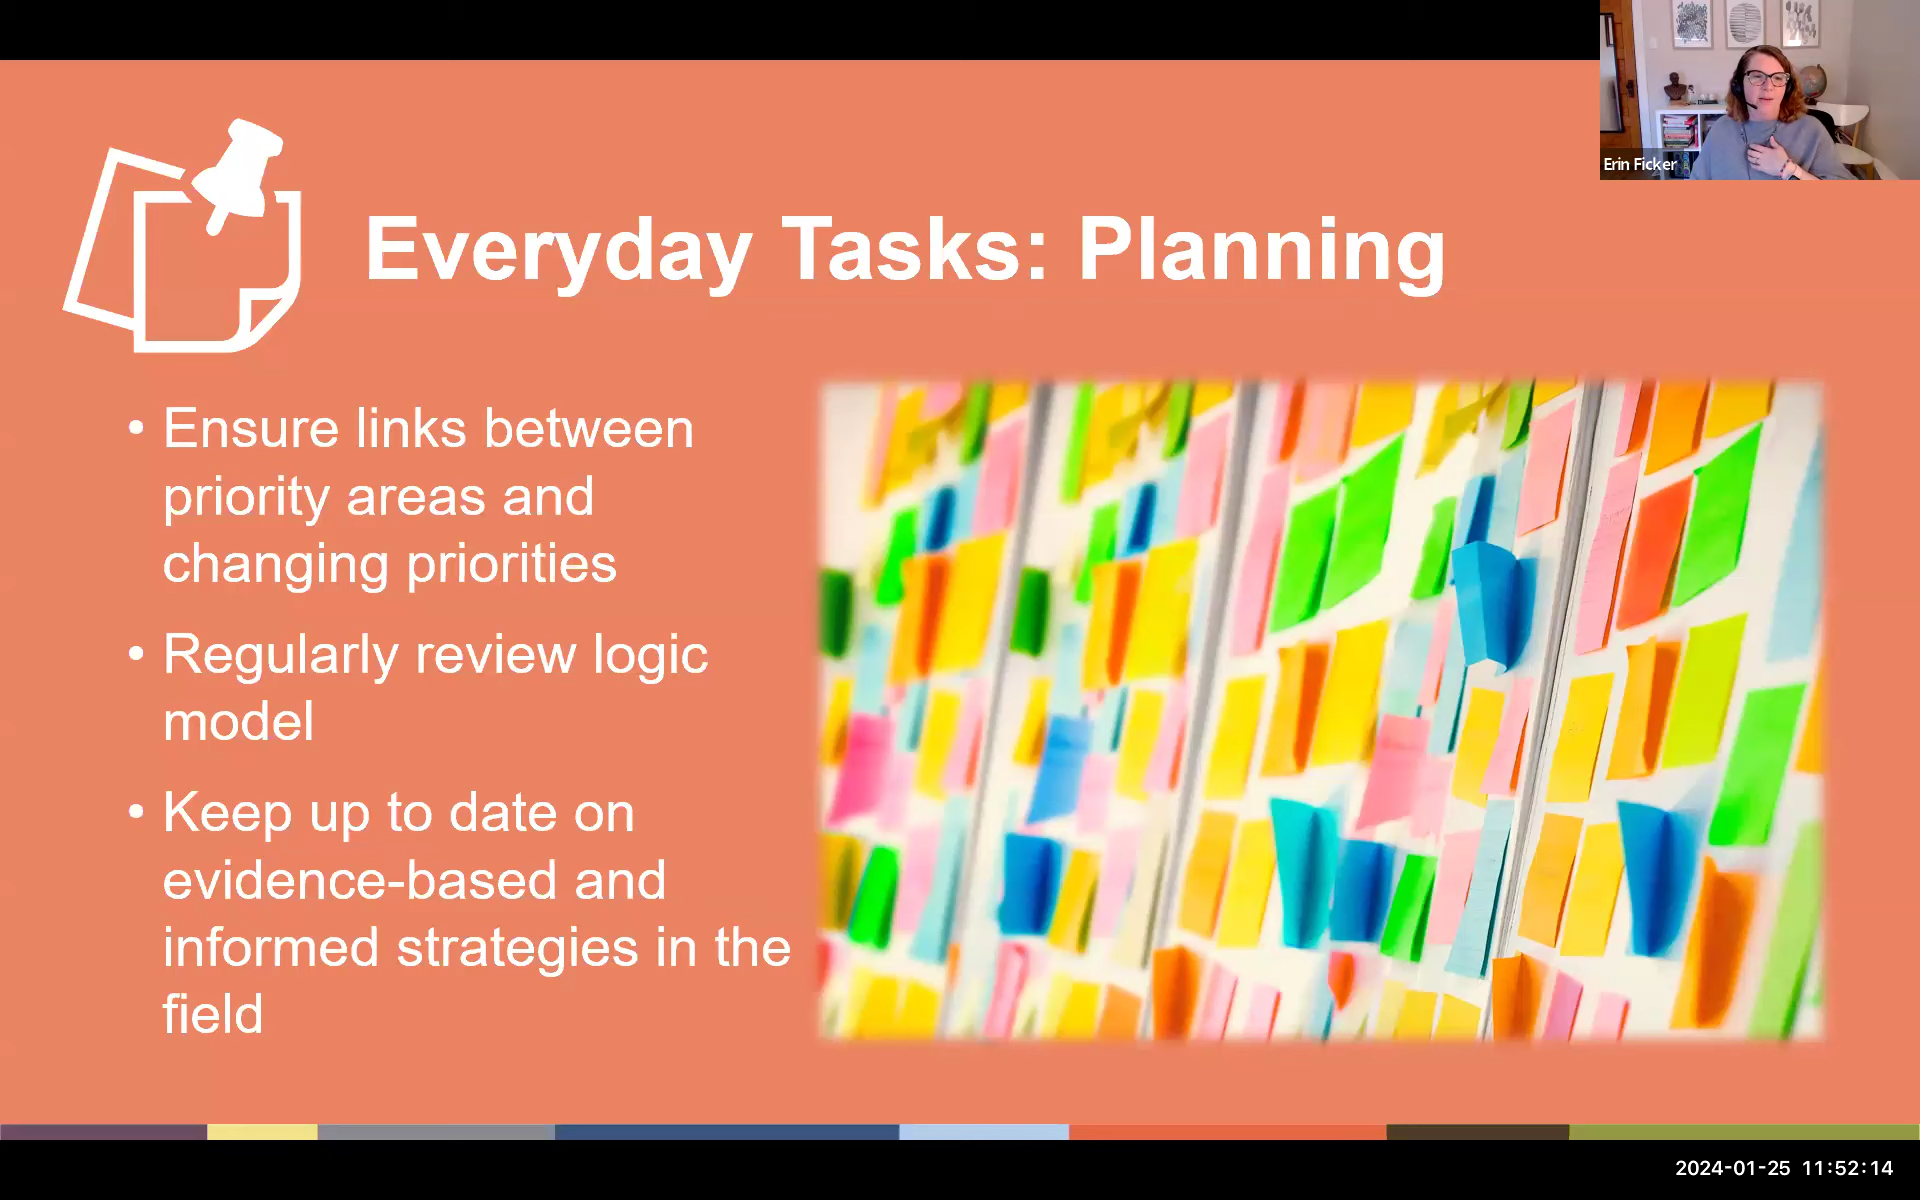 Erin Ficker
Everyday Tasks: Planning
• Ensure links between
priority areas and
changing priorities
• Regularly review logic
model
• Keep up to date on
evidence-based and
informed strategies in the
field
2024-01-25 11:52:14